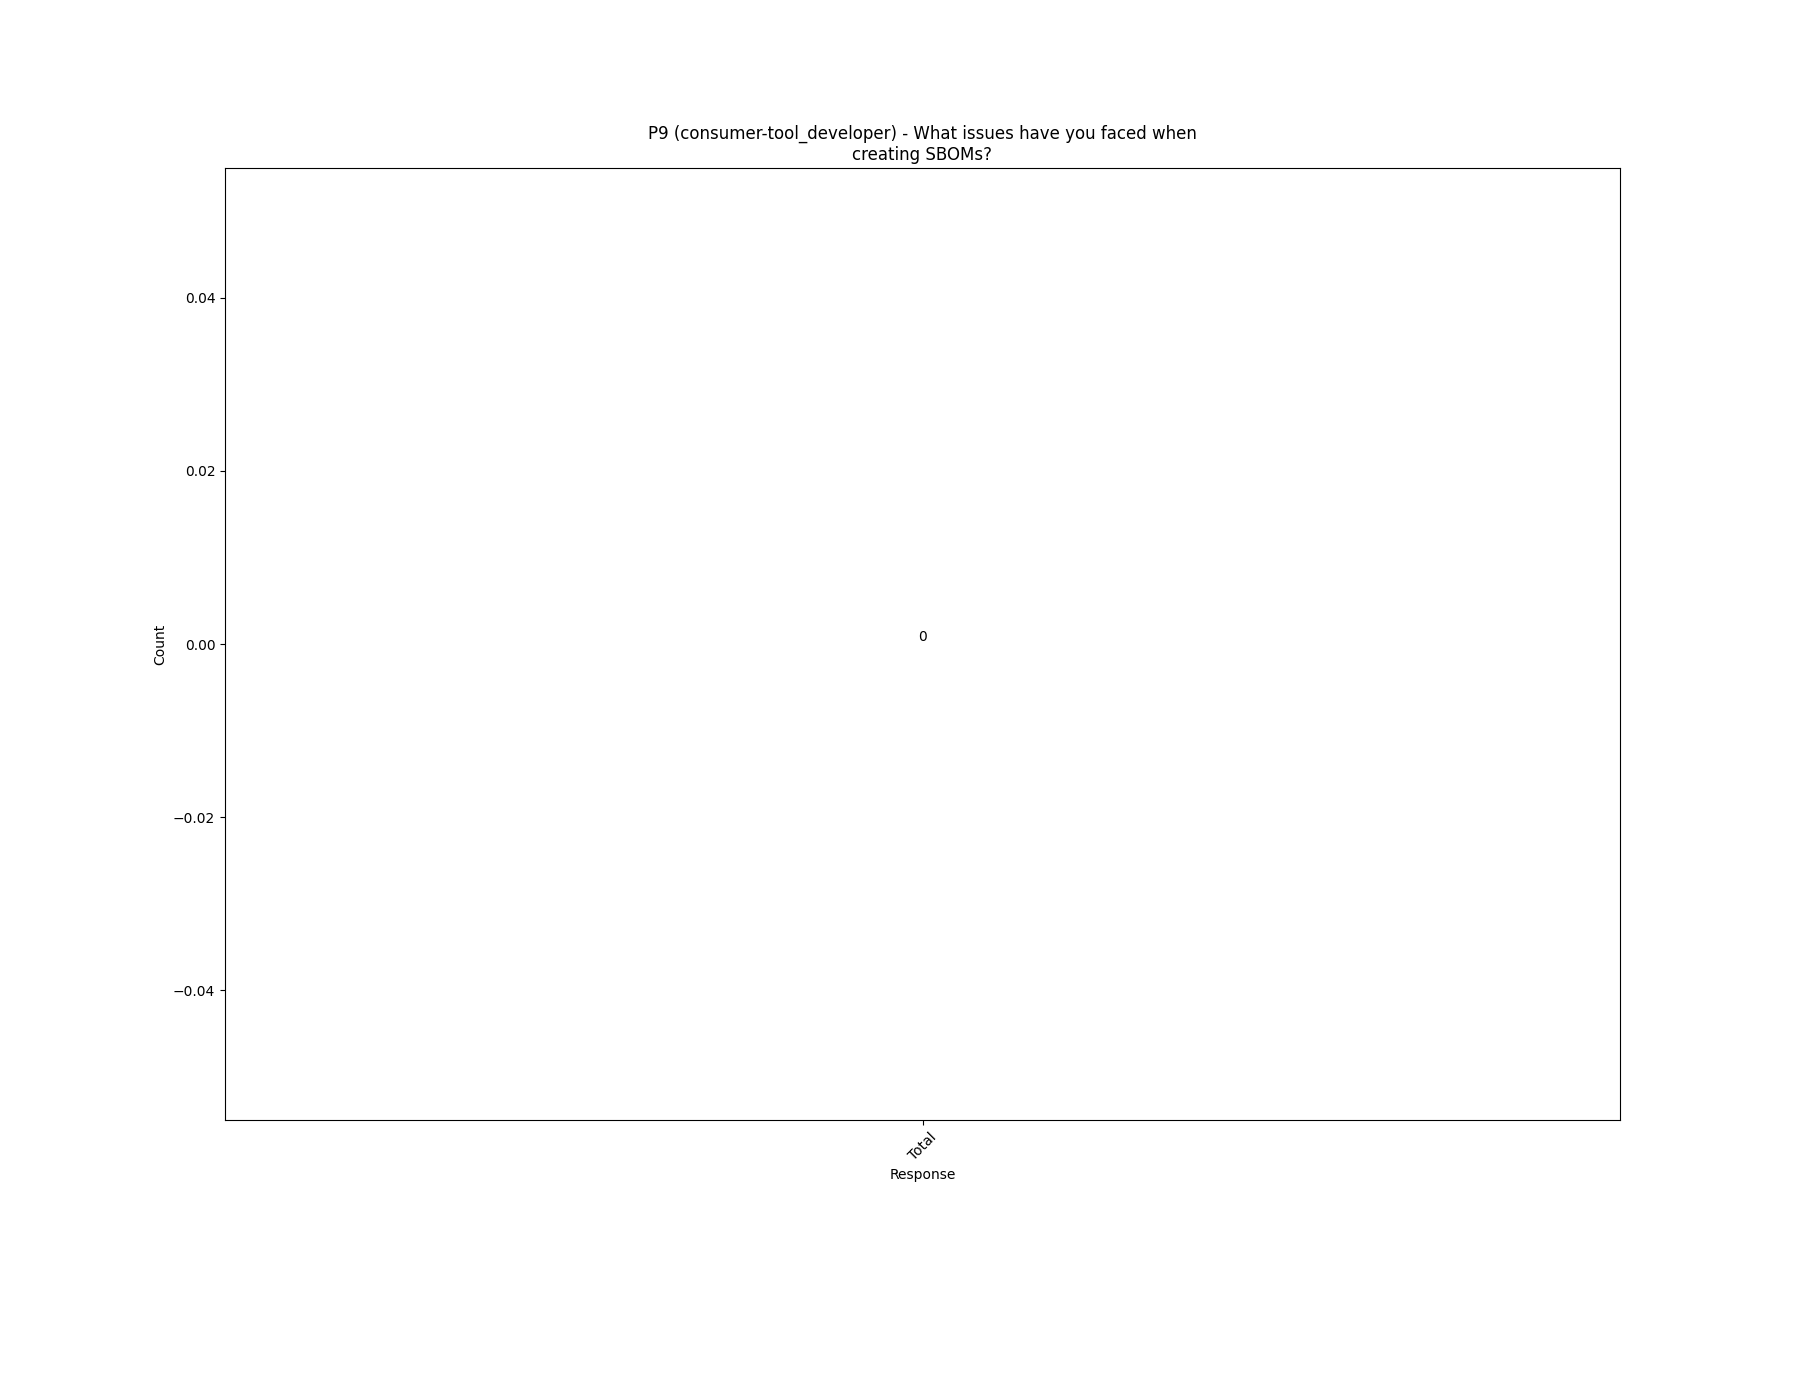 P9 (consumer-tool_developer) - What issues have you faced when
creating SBOMs?
0.04
0.02
0.00
−0.02
−0.04
Count
0
Total
Response